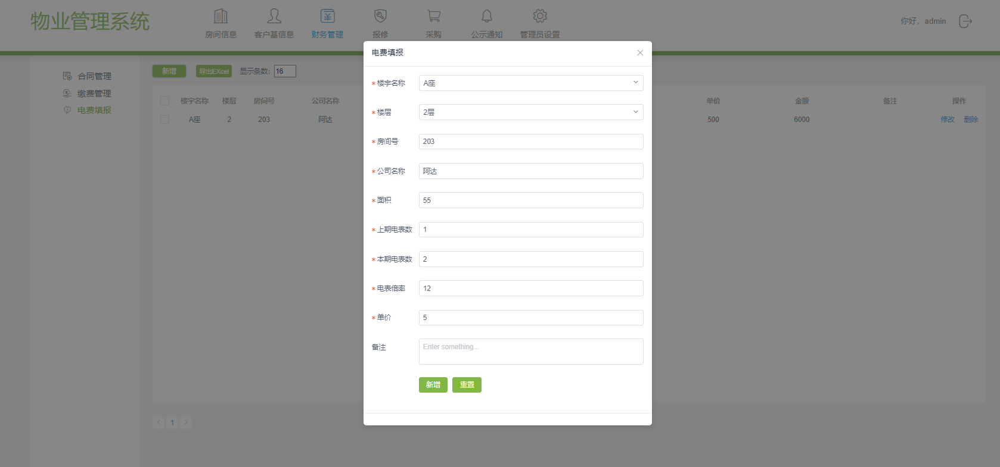 物业管理系统
房间信息
客户基信息
财务管理
报修
采购
公示通知
管理员设置
你好，admin
合同管理
缴费管理
电费填报
新增
导出EXcel
显示条数：
16
楼宇名称 楼层 房间号 公司名称 单价 金额 备注 操作
A座 2 203 阿达 500 6000 修改 删除
1
电费填报
*楼宇名称 A座
*楼层 2层
*房间号 203
*公司名称 阿达
*面积 55
*上期电表数 1
*本期电表数 2
*电表倍率 12
*单价 5
备注 Enter something...
新增 重置